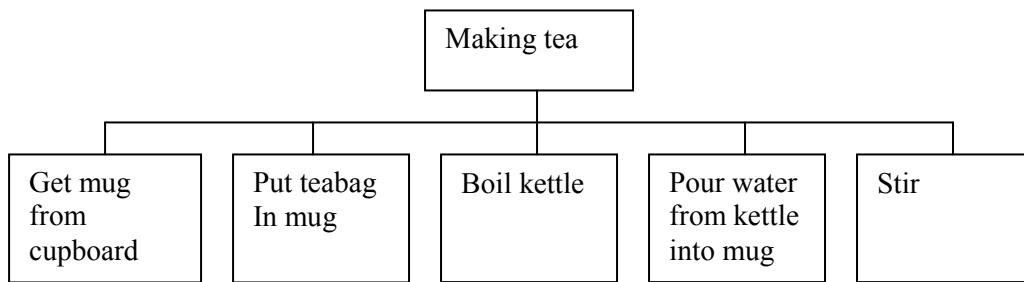 Making tea
Get mug
from
cupboard
Put teabag
In mug
Boil kettle
Pour water
from kettle
into mug
Stir